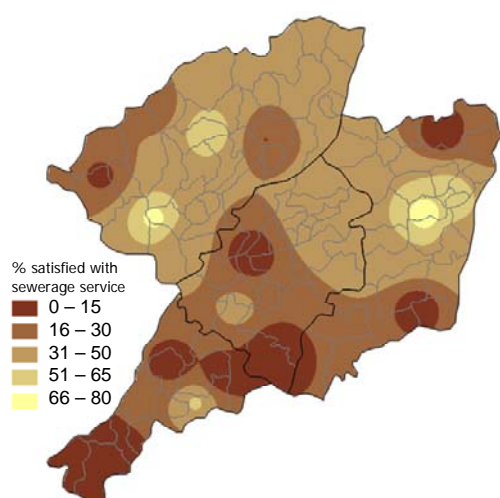 % satisfied with
sewerage service
0 – 15
16 – 30
31 – 50
51 – 65
66 – 80